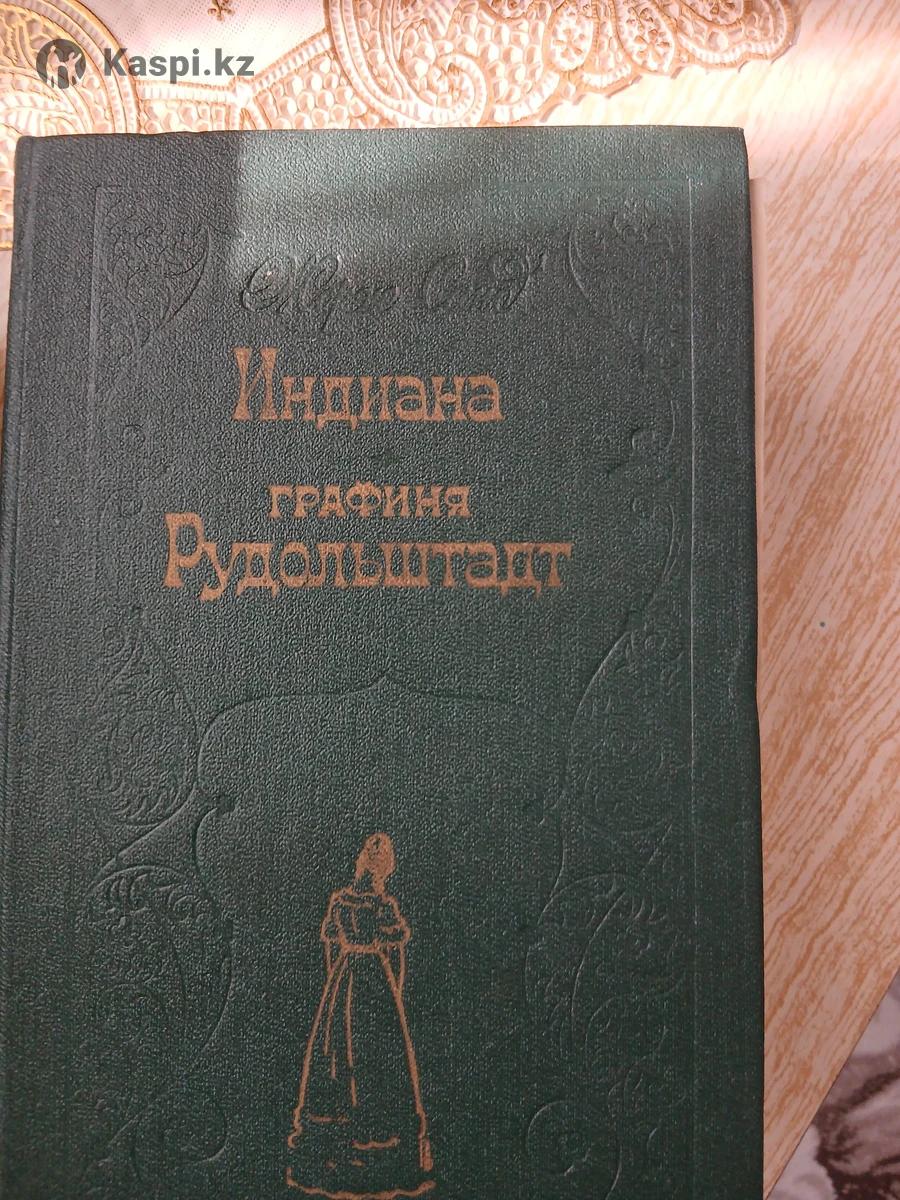 Kaspi.kz
Жорж Санд
Индиана
графиня
Рудольштадт